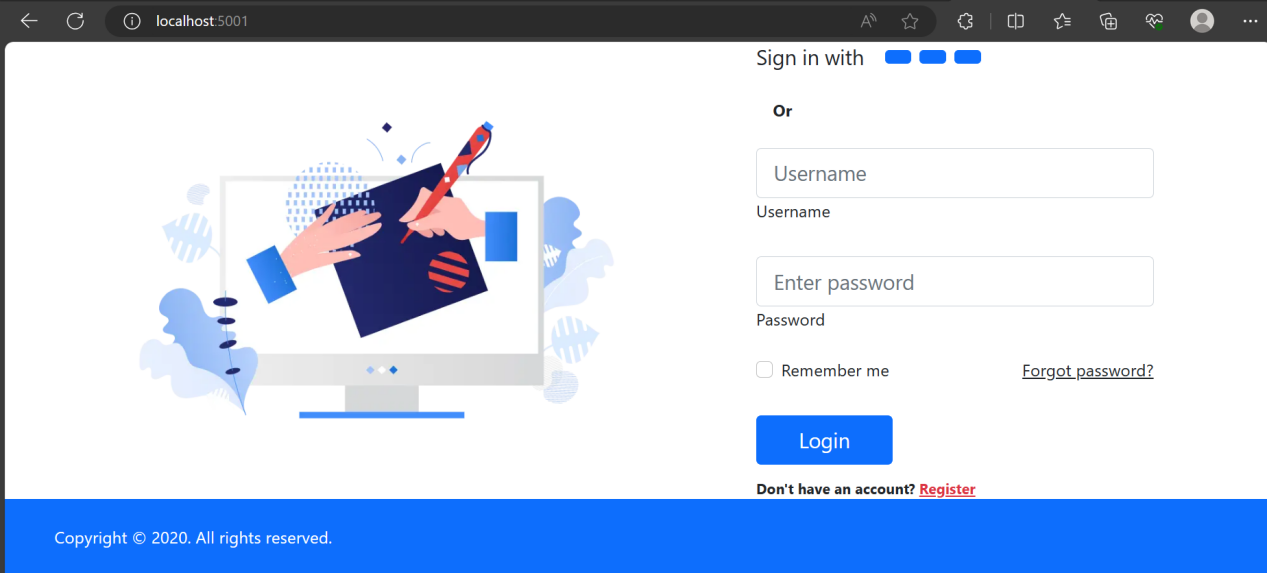 localhost:5001
Sign in with
Or
Username
Username
Enter password
Password
Remember me
Forgot password?
Login
Don't have an account? Register
Copyright © 2020. All rights reserved.